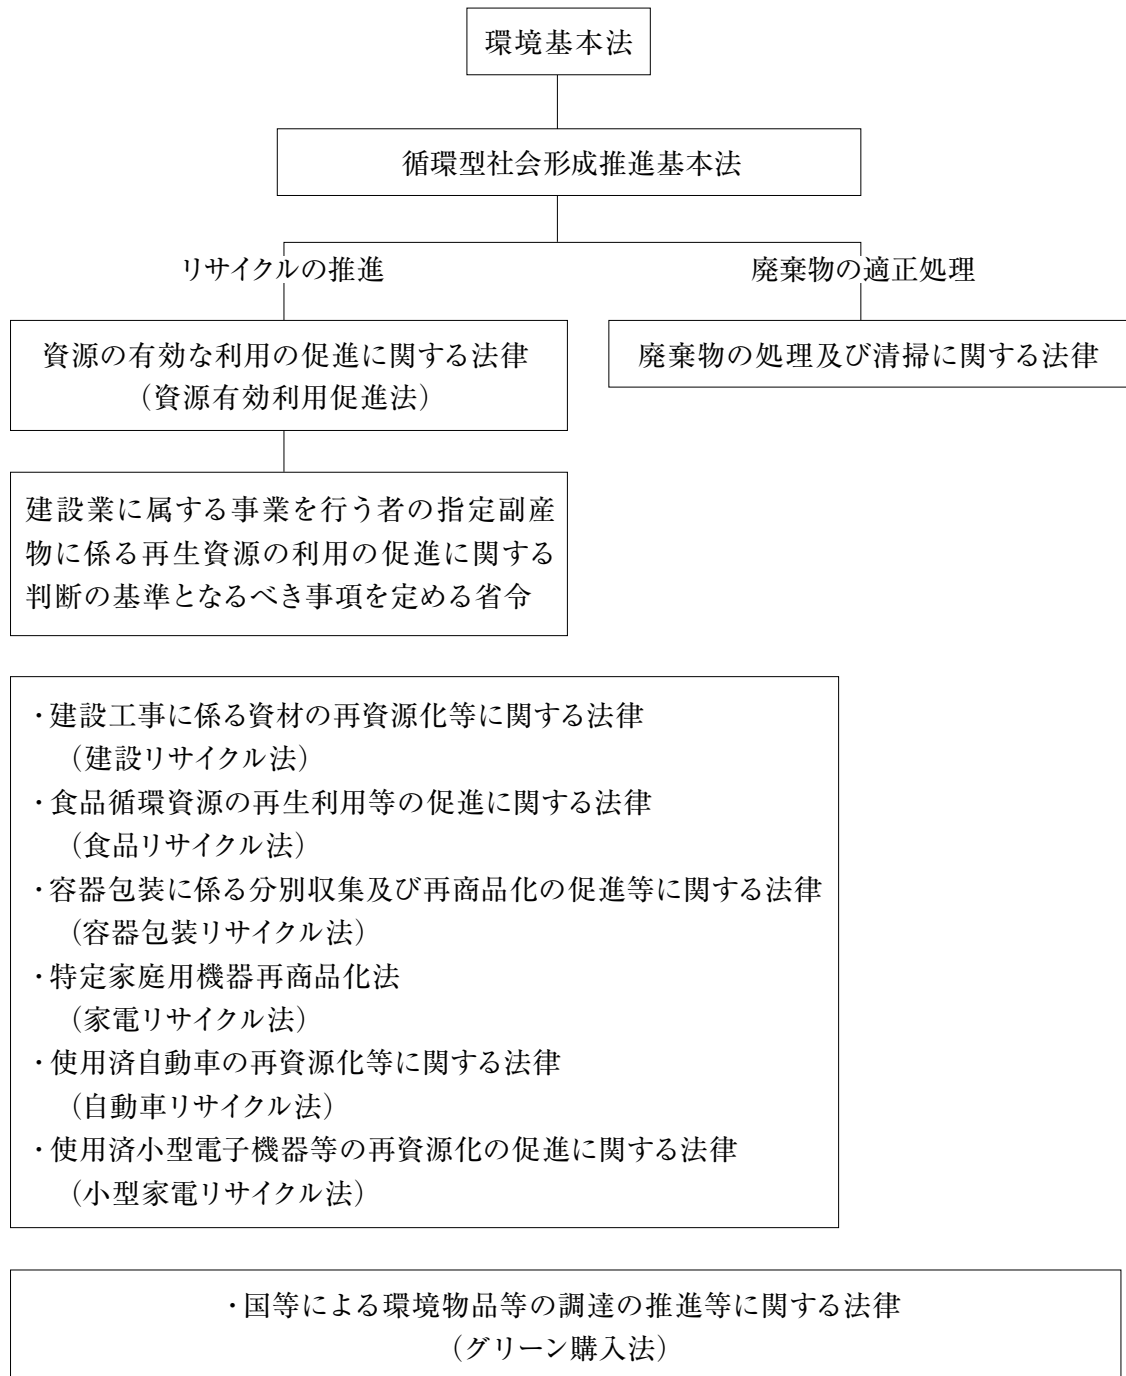 環境基本法
循環型社会形成推進基本法
リサイクルの推進
廃棄物の適正処理
資源の有効な利用の促進に関する法律
（資源有効利用促進法）
廃棄物の処理及び清掃に関する法律
建設業に属する事業を行う者の指定副産
物に係る再生資源の利用の促進に関する
判断の基準となるべき事項を定める省令
・建設工事に係る資材の再資源化等に関する法律
（建設リサイクル法）
・食品循環資源の再生利用等の促進に関する法律
（食品リサイクル法）
・容器包装に係る分別収集及び再商品化の促進等に関する法律
（容器包装リサイクル法）
・特定家庭用機器再商品化法
（家電リサイクル法）
・使用済自動車の再資源化等に関する法律
（自動車リサイクル法）
・使用済小型電子機器等の再資源化の促進に関する法律
（小型家電リサイクル法）
・国等による環境物品等の調達の推進等に関する法律
（グリーン購入法）